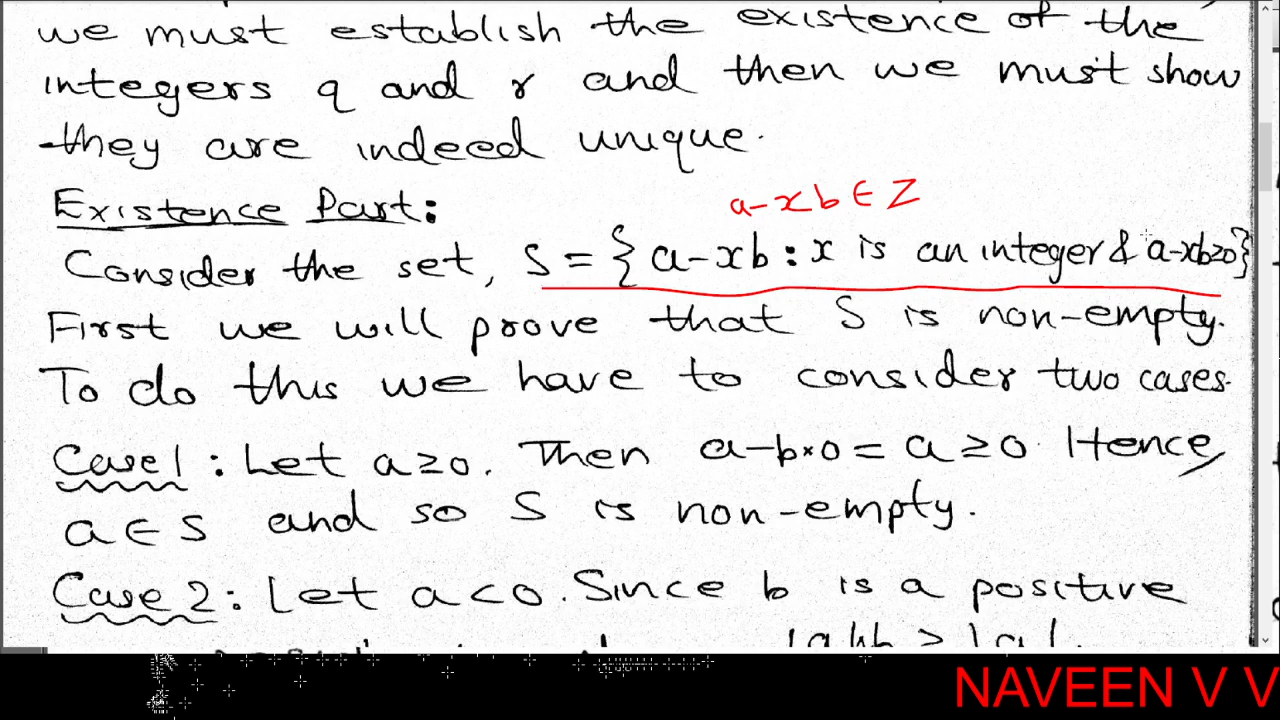 we must establish the existence of the
integers q and r and then we must show
they are indeed unique.
Existence Part:
a-xb ∈ Z
Consider the set, S = { a-xb : x is an integer & a-xb≥0}
First we will prove that S is non-empty.
To do this we have to consider two cases.
Case 1 : Let a≥0. Then a-b×0 = a ≥ 0. Hence,
a ∈ S and so S is non-empty.
Case 2 : Let a<0. Since b is a positive
|a|b ≥ |a|.
NAVEEN V V